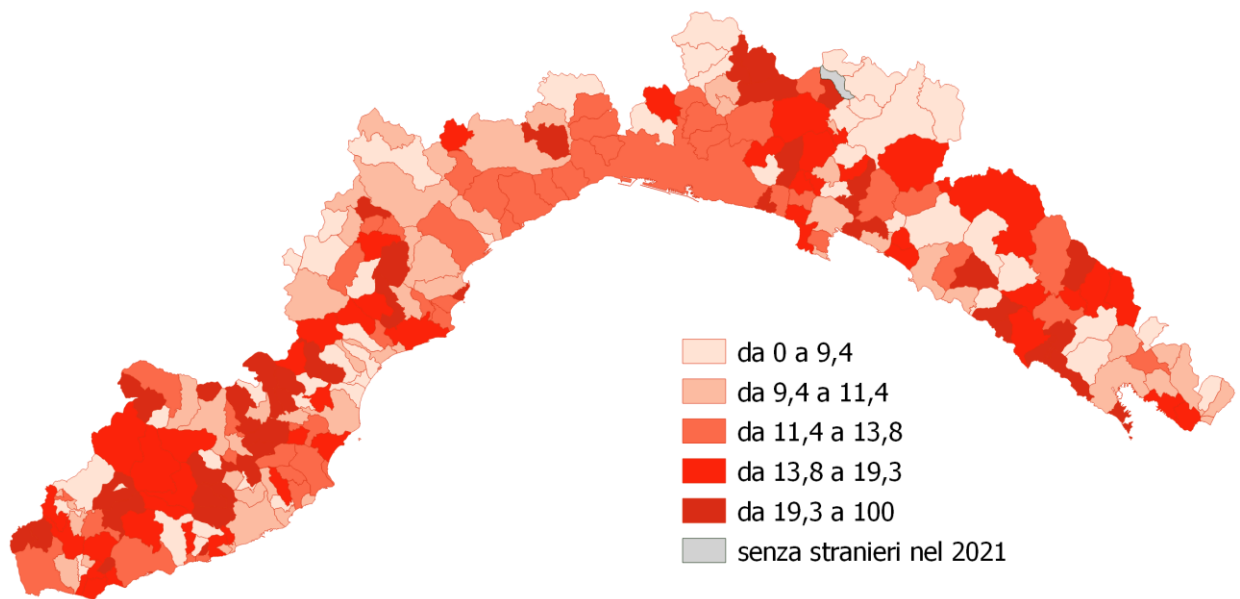 da 0 a 9,4
da 9,4 a 11,4
da 11,4 a 13,8
da 13,8 a 19,3
da 19,3 a 100
senza stranieri nel 2021